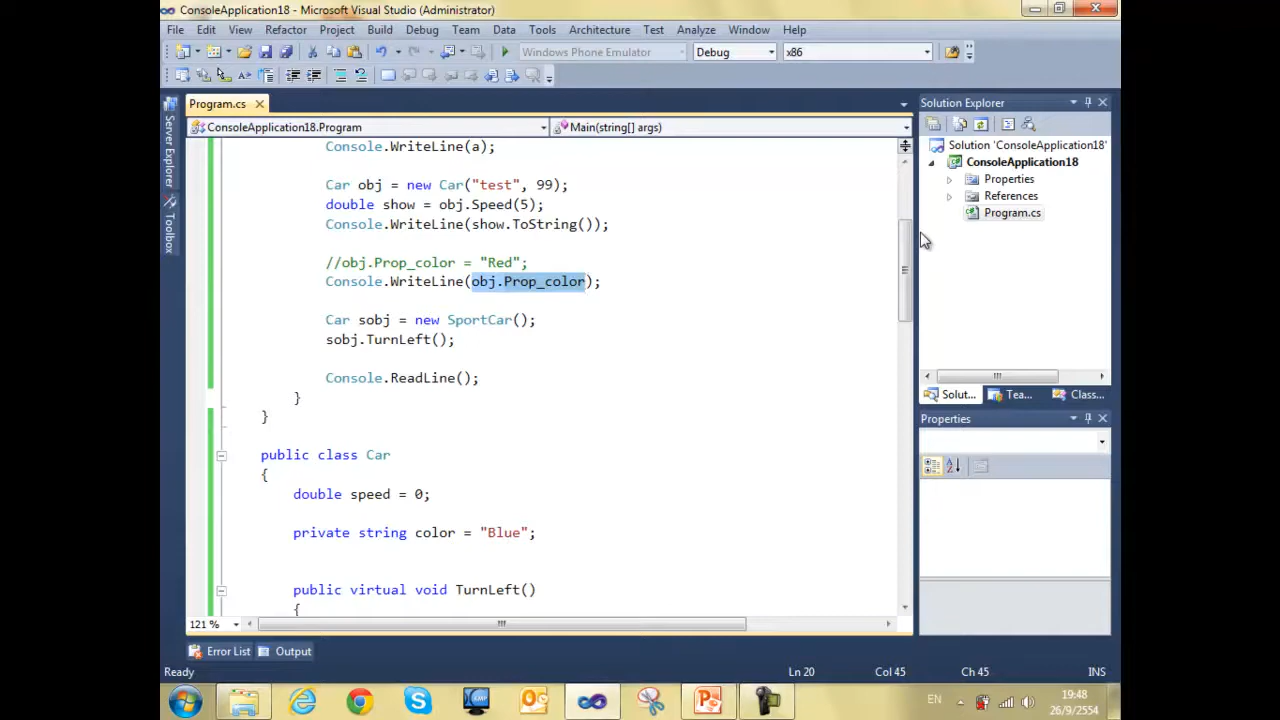 ConsoleApplication18 - Microsoft Visual Studio (Administrator)
File Edit View Refactor Project Build Debug Team Data Tools Architecture Test Analyze Window Help
Windows Phone Emulator Debug x86
Program.cs
ConsoleApplication18.Program Main(string[] args)
Server Explorer
Toolbox
Console.WriteLine(a);
Car obj = new Car("test", 99);
double show = obj.Speed(5);
Console.WriteLine(show.ToString());
//obj.Prop_color = "Red";
Console.WriteLine(obj.Prop_color);
Car sobj = new SportCar();
sobj.TurnLeft();
Console.ReadLine();
}
}
public class Car
{
double speed = 0;
private string color = "Blue";
public virtual void TurnLeft()
{
121 %
Solution Explorer
Solution 'ConsoleApplication18'
ConsoleApplication18
Properties
References
Program.cs
Solut... Tea... Class...
Properties
Error List Output
Ready Ln 20 Col 45 Ch 45 INS
EN
19:48
26/9/2554